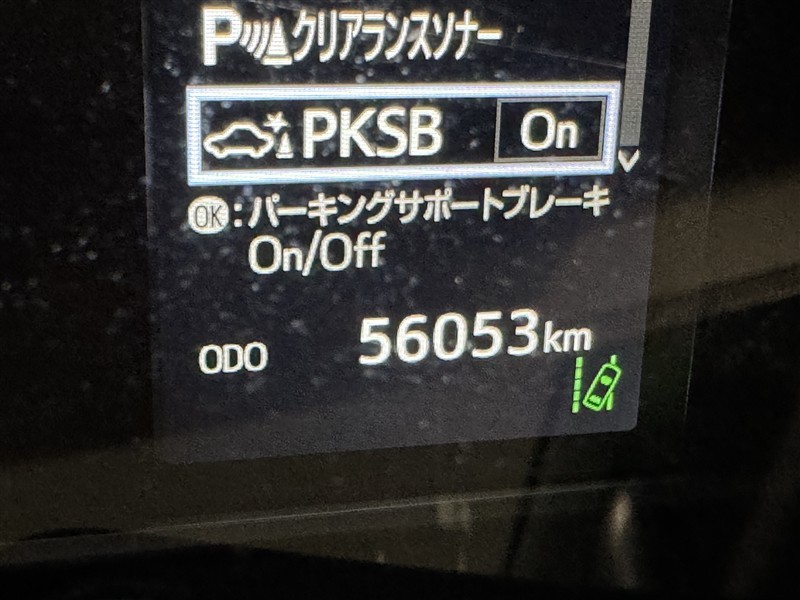 P クリアランスソナー
PKSB On
OK:パーキングサポートブレーキ
On/Off
ODO 56053km